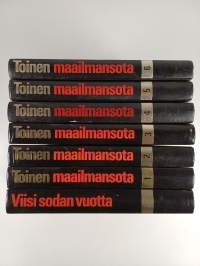 Toinen maailmansota 6
Toinen maailmansota 5
Toinen maailmansota 4
Toinen maailmansota 3
Toinen maailmansota 2
Toinen maailmansota 1
Viisi sodan vuotta